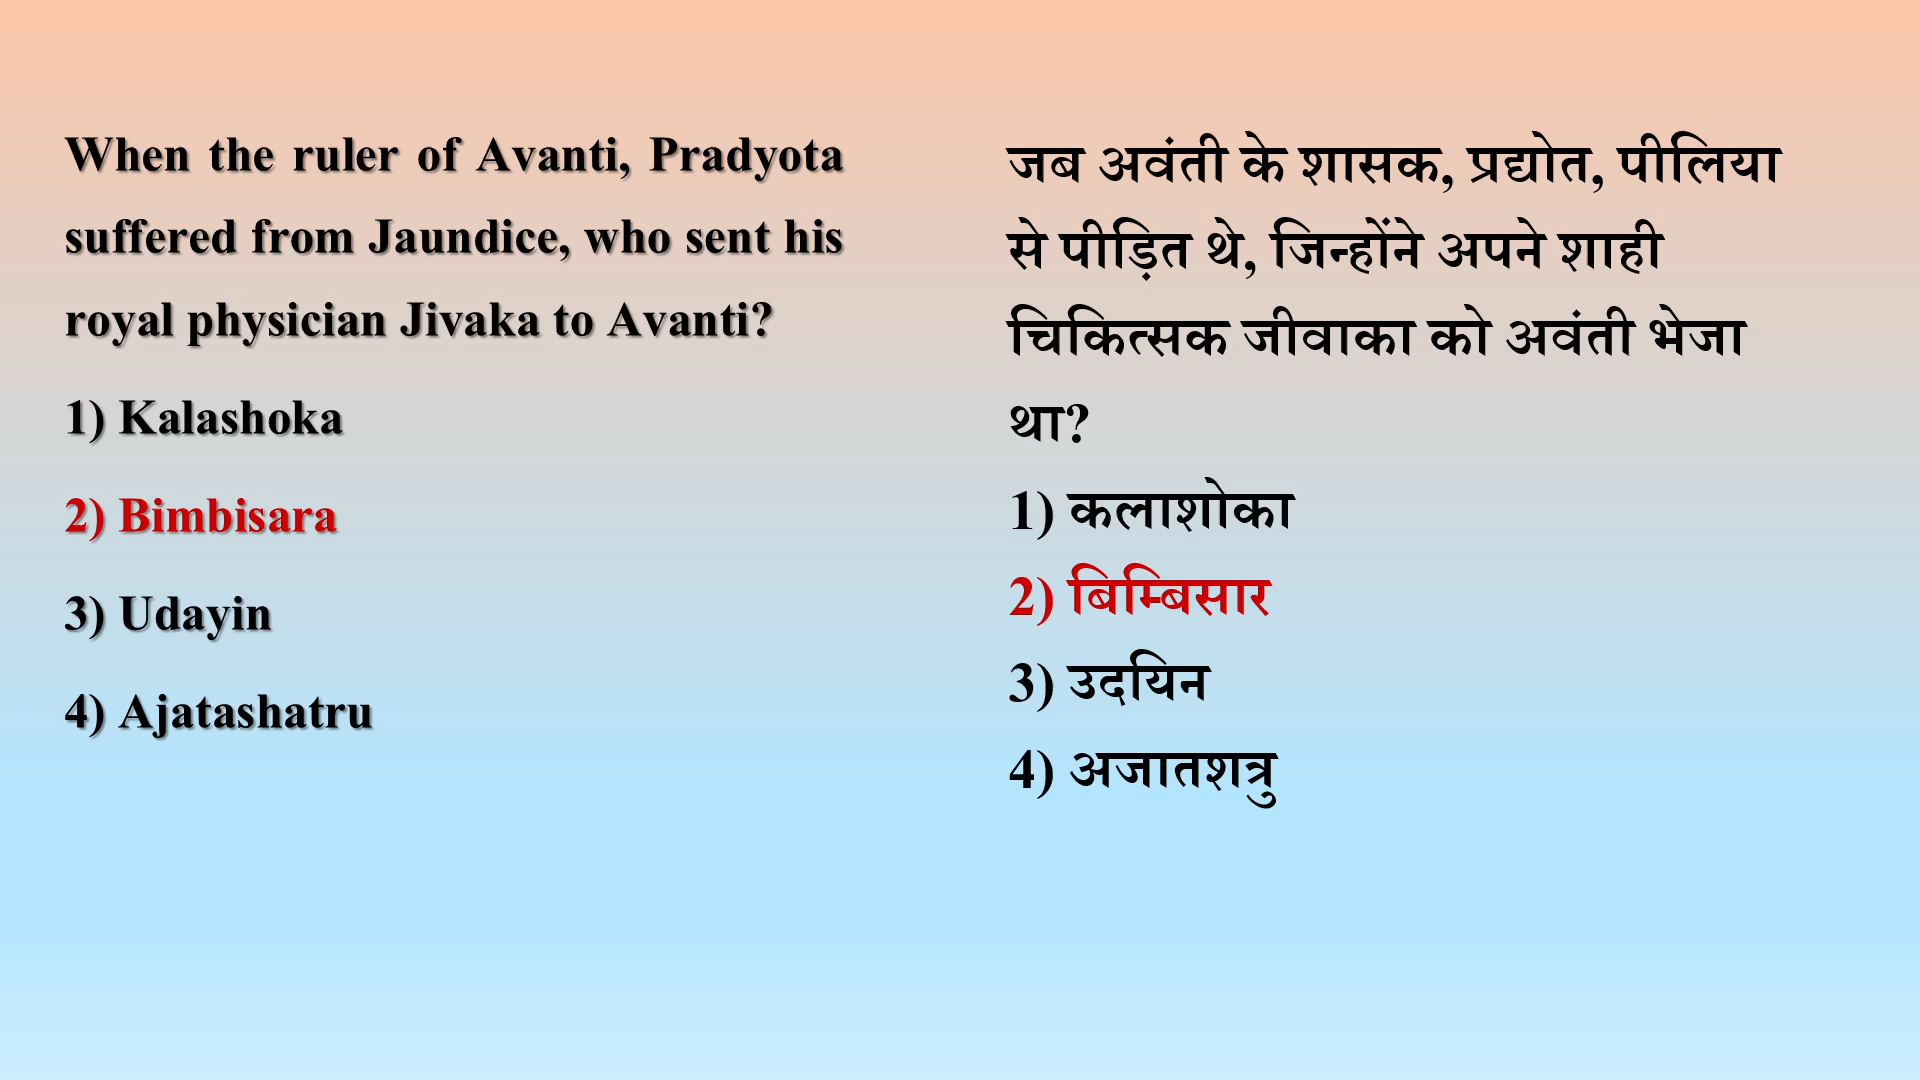 When the ruler of Avanti, Pradyota
suffered from Jaundice, who sent his
royal physician Jivaka to Avanti?
1) Kalashoka
2) Bimbisara
3) Udayin
4) Ajatashatru
जब अवंती के शासक, प्रद्योत, पीलिया
से पीड़ित थे, जिन्होंने अपने शाही
चिकित्सक जीवाका को अवंती भेजा
था?
1) कलाशोका
2) बिम्बिसार
3) उदयिन
4) अजातशत्रु